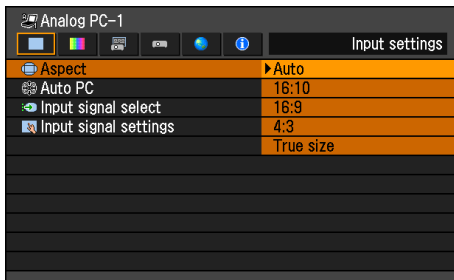 Analog PC-1
Input settings
Aspect
Auto
Auto PC
16:10
Input signal select
16:9
Input signal settings
4:3
True size